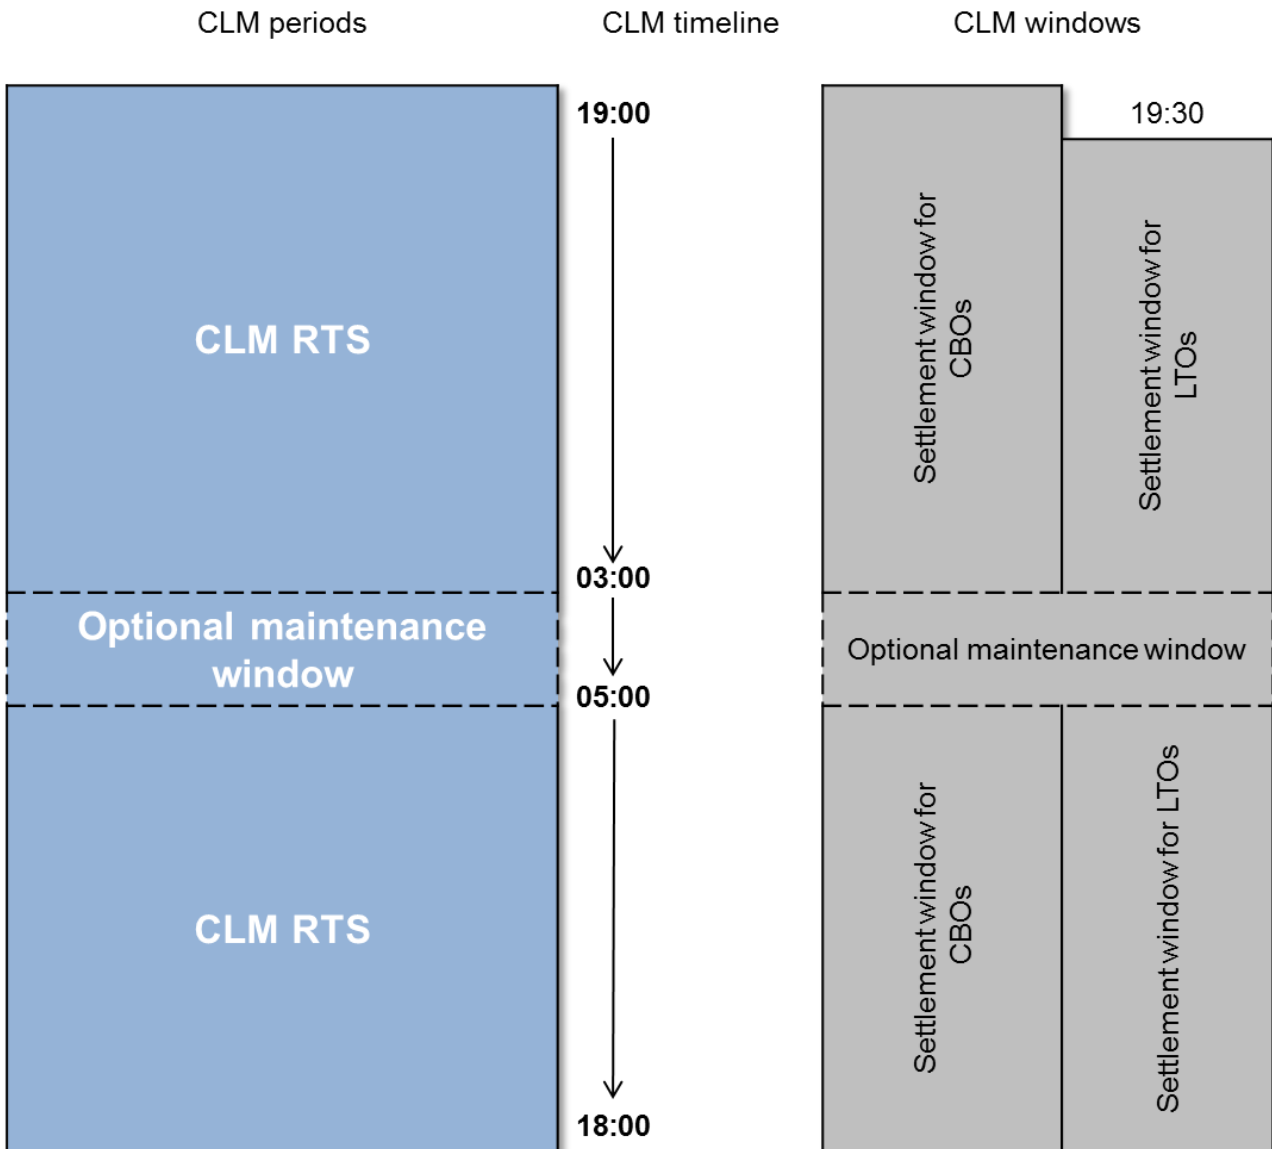 CLM periods
CLM timeline
CLM windows
19:00
19:30
Settlement window for
CBOs
Settlement window for
LTOs
CLM RTS
03:00
Optional maintenance
window
Optional maintenance window
05:00
CLM RTS
Settlement window for
CBOs
Settlement window for LTOs
18:00